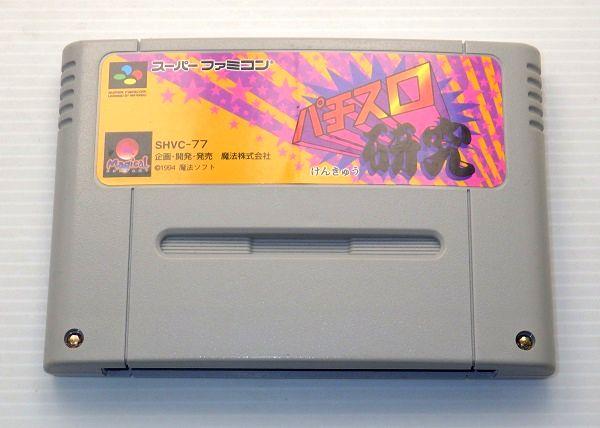 スーパーファミコン
SHVC-77
企画・開発・発売 魔法株式会社
©1994 魔法ソフト
Magical
パチスロ
研究
けんきゅう